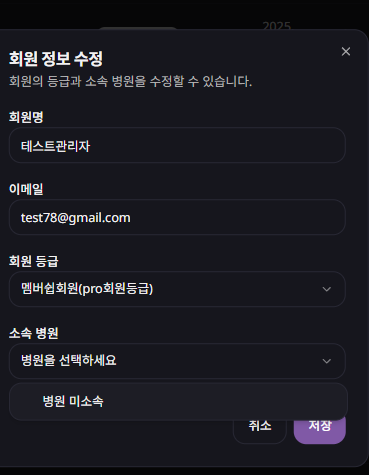 2025
회원 정보 수정
회원의 등급과 소속 병원을 수정할 수 있습니다.
회원명
테스트관리자
이메일
test78@gmail.com
회원 등급
멤버쉽회원(pro회원등급)
소속 병원
병원을 선택하세요
병원 미소속
취소
저장